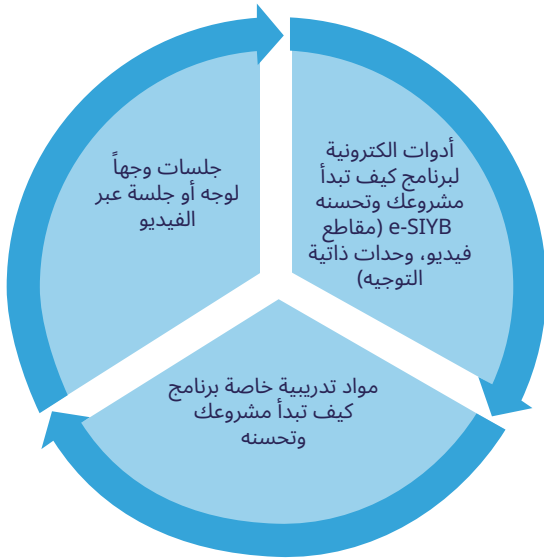 أدوات الكترونية
لبرنامج كيف تبدأ
مشروعك وتحسنه
e-SIYB (مقاطع
فيديو، وحدات ذاتية
التوجيه)
مواد تدريبية خاصة برنامج
كيف تبدأ مشروعك
وتحسنه
جلسات وجهاً
لوجه أو جلسة عبر
الفيديو